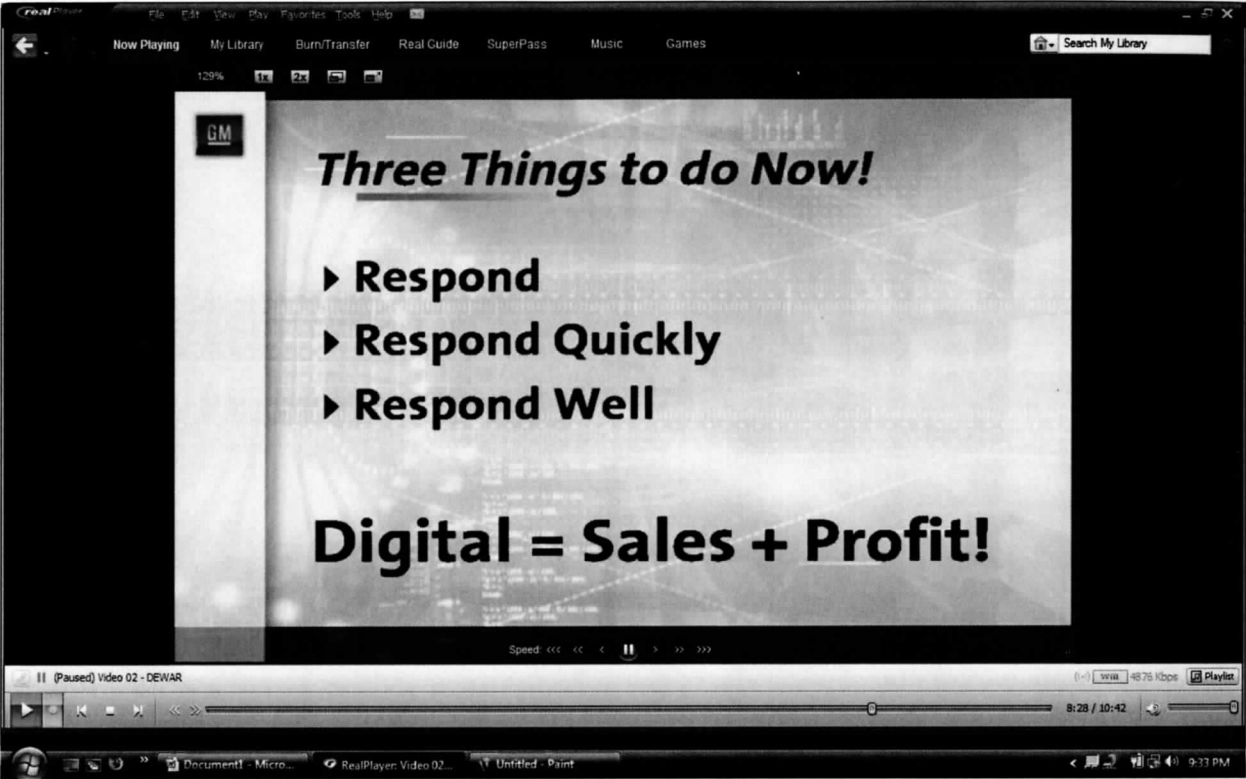 realPlayer File Edit View Play Favorites Tools Help
Now Playing My Library Burn/Transfer Real Guide SuperPass Music Games Search My Library
129% 1x 2x
GM
Three Things to do Now!
Respond
Respond Quickly
Respond Well
Digital = Sales + Profit!
Speed: <<< << < > >> >>>
(Paused) Video 02 - DEWAR 4876 Kbps Playlist
8:28 / 10:42
Document1 - Micro... RealPlayer: Video 02... Untitled - Paint 9:33 PM